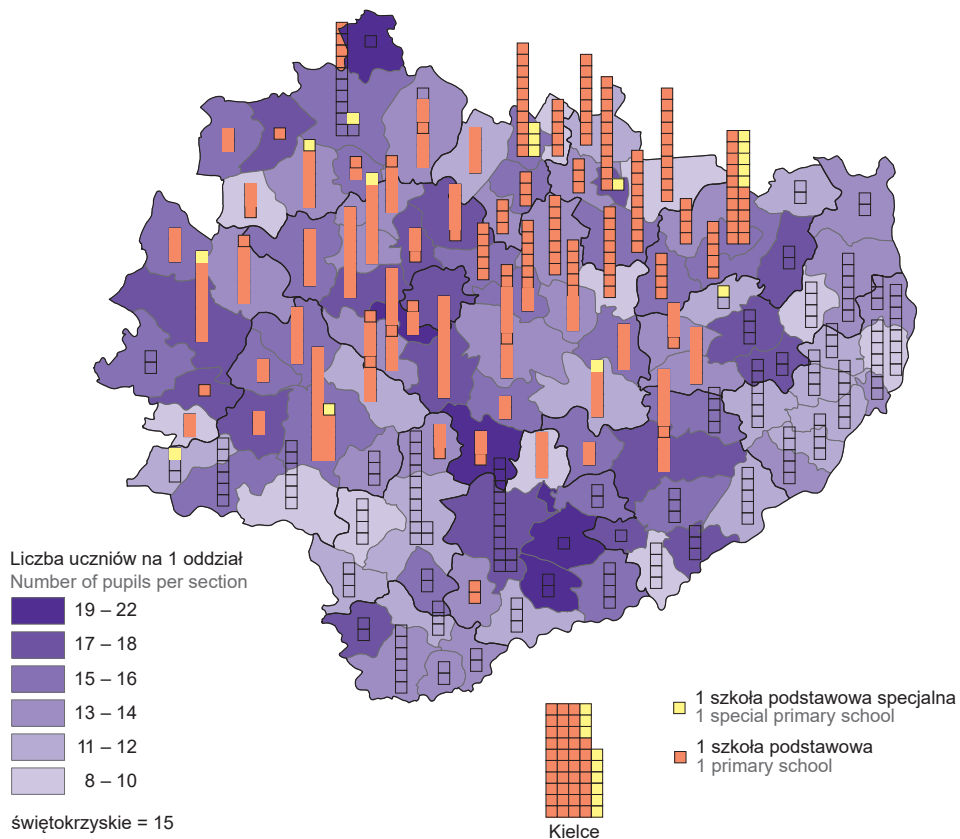 Liczba uczniów na 1 oddział
Number of pupils per section
19 – 22
17 – 18
15 – 16
13 – 14
11 – 12
8 – 10
świętokrzyskie = 15
1 szkoła podstawowa specjalna
1 special primary school
1 szkoła podstawowa
1 primary school
Kielce